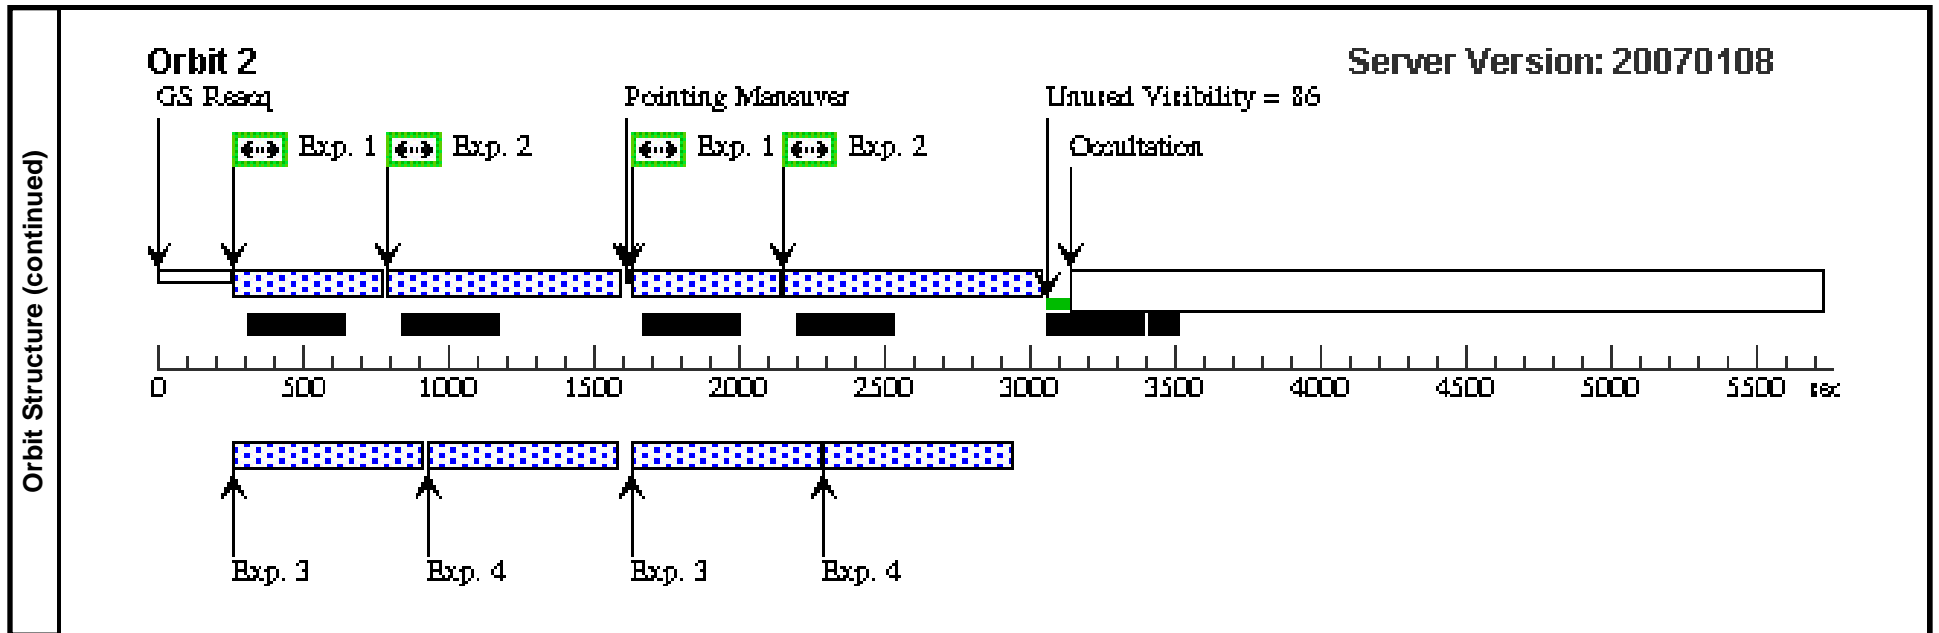 Orbit Structure (continued)
Orbit 2
Server Version: 20070108
GS Reacq
Pointing Maneuver
Unused Visibility = 86
Exp. 1
Exp. 2
Exp. 1
Exp. 2
Occultation
0 500 1000 1500 2000 2500 3000 3500 4000 4500 5000 5500 sec
Exp. 3
Exp. 4
Exp. 3
Exp. 4